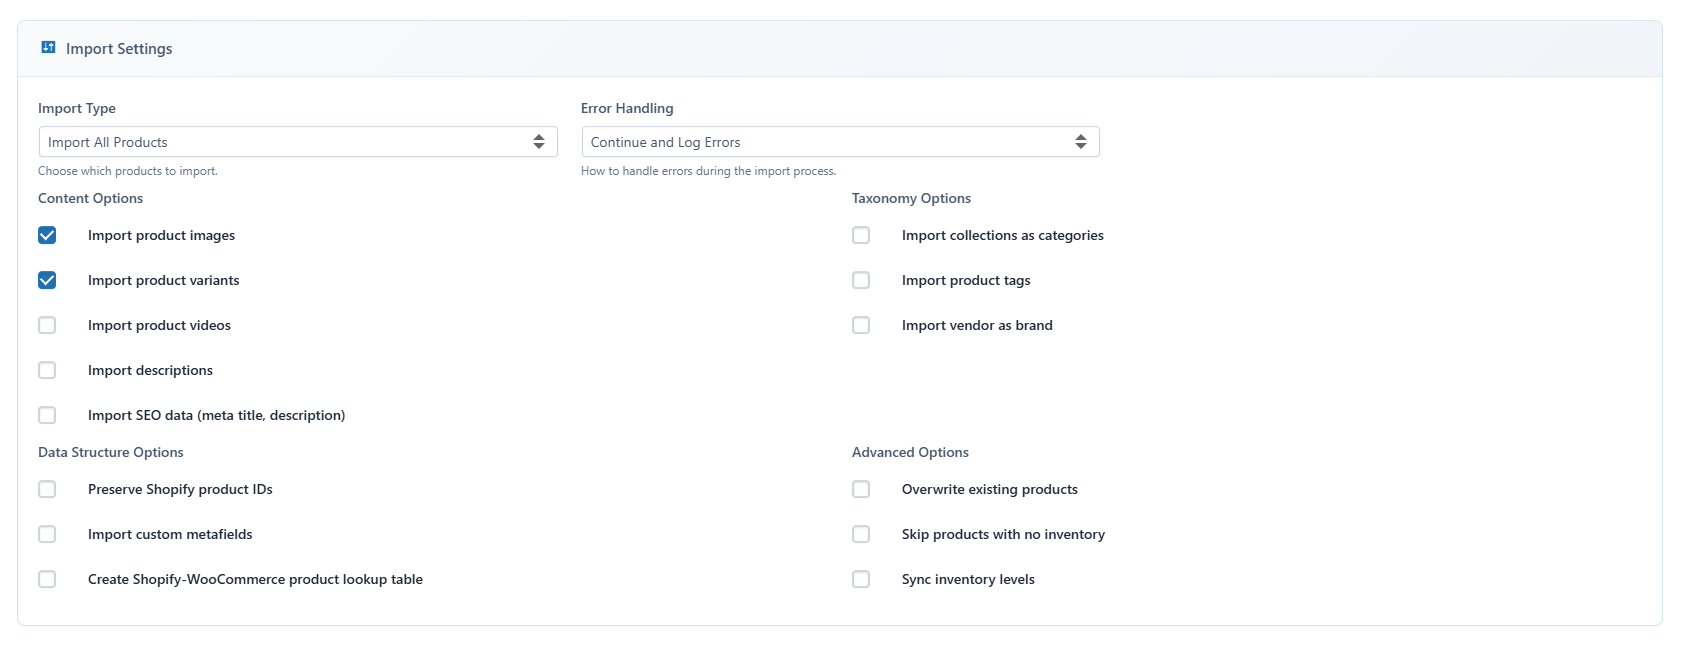 Import Settings
Import Type
Import All Products
Choose which products to import.
Error Handling
Continue and Log Errors
How to handle errors during the import process.
Content Options
Import product images
Import product variants
Import product videos
Import descriptions
Import SEO data (meta title, description)
Taxonomy Options
Import collections as categories
Import product tags
Import vendor as brand
Data Structure Options
Preserve Shopify product IDs
Import custom metafields
Create Shopify-WooCommerce product lookup table
Advanced Options
Overwrite existing products
Skip products with no inventory
Sync inventory levels